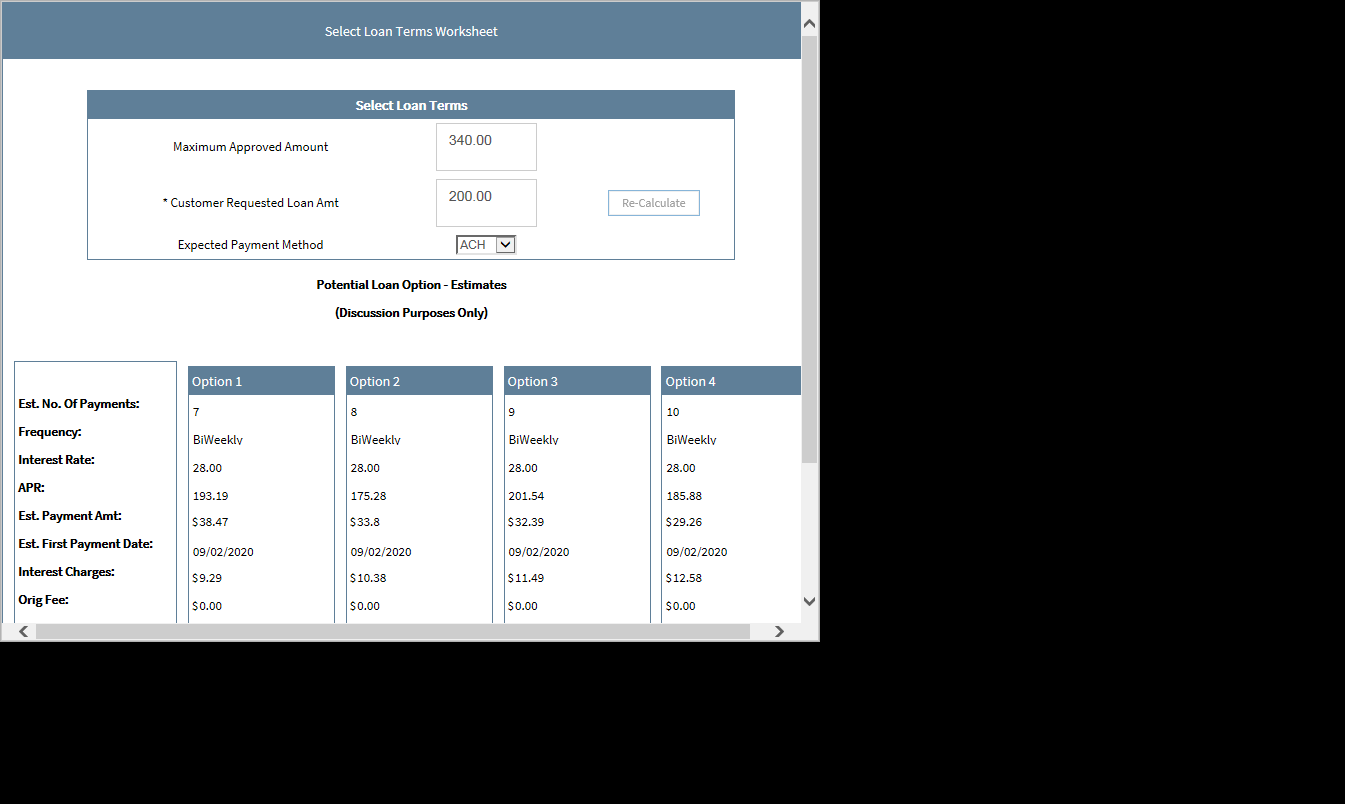 Select Loan Terms Worksheet
Select Loan Terms
Maximum Approved Amount 340.00
* Customer Requested Loan Amt 200.00 Re-Calculate
Expected Payment Method ACH
Potential Loan Option - Estimates
(Discussion Purposes Only)
Option 1 Option 2 Option 3 Option 4
Est. No. Of Payments: 7 8 9 10
Frequency: BiWeekly BiWeekly BiWeekly BiWeekly
Interest Rate: 28.00 28.00 28.00 28.00
APR: 193.19 175.28 201.54 185.88
Est. Payment Amt: $38.47 $33.8 $32.39 $29.26
Est. First Payment Date: 09/02/2020 09/02/2020 09/02/2020 09/02/2020
Interest Charges: $9.29 $10.38 $11.49 $12.58
Orig Fee: $0.00 $0.00 $0.00 $0.00